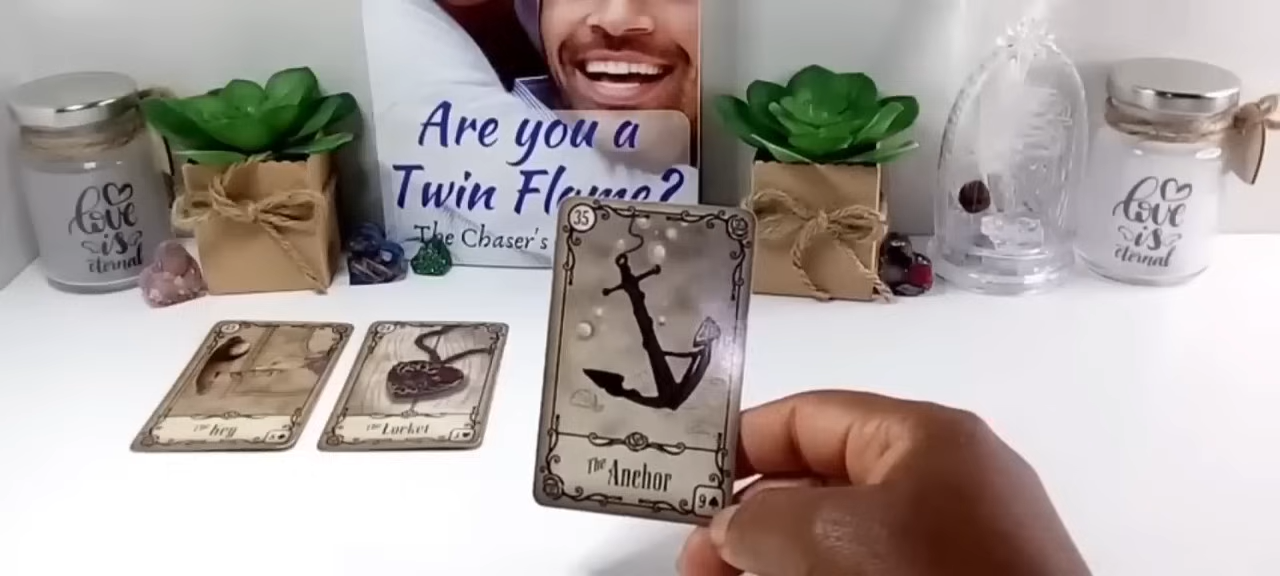 love
is
eternal
Are you a
Twin Flame?
The Chaser's
love
is
eternal
The Key
The Locket
35
The Anchor
9♠